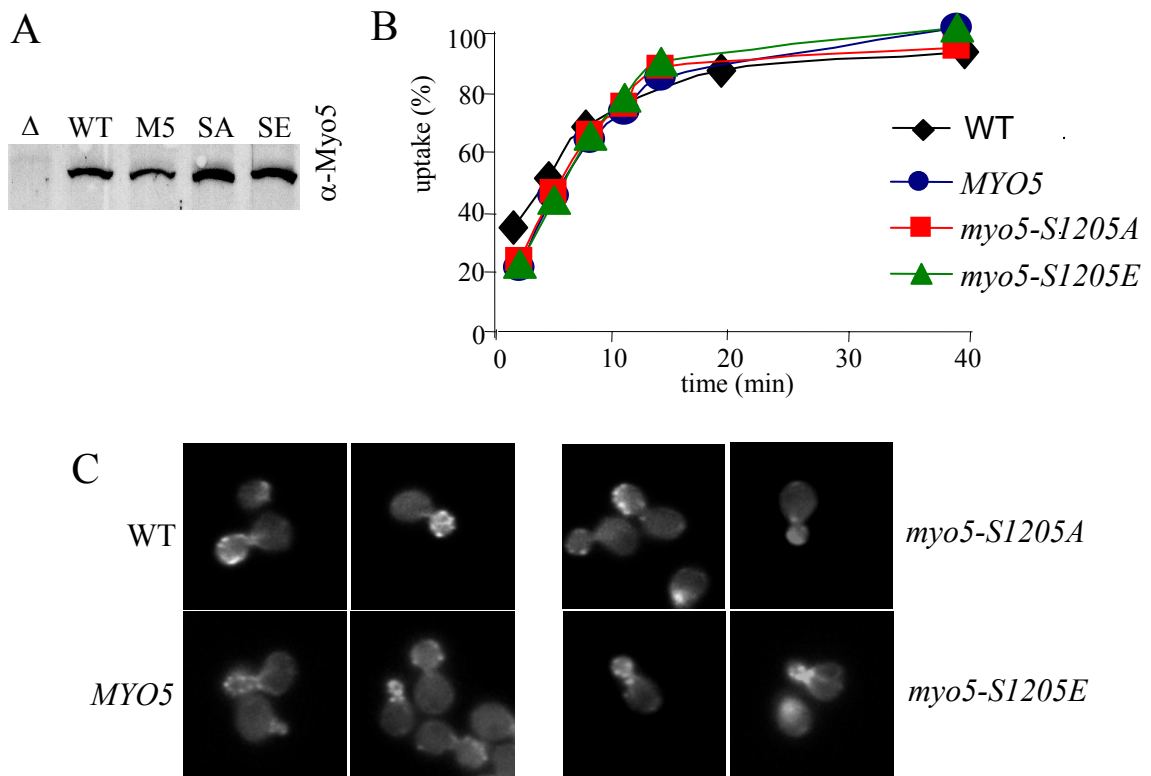 A
Δ WT M5 SA SE
α-Myo5
B
100
80
60
40
20
0
uptake (%)
0 10 20 30 40
time (min)
WT
MYO5
myo5-S1205A
myo5-S1205E
C
WT
myo5-S1205A
MYO5
myo5-S1205E